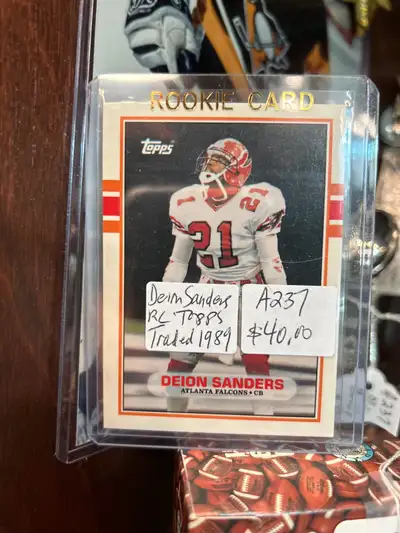 ROOKIE CARD
Topps
21
21
Deion Sanders
RC Topps
Traded 1989
A237
$40.00
DEION SANDERS
ATLANTA FALCONS • CB